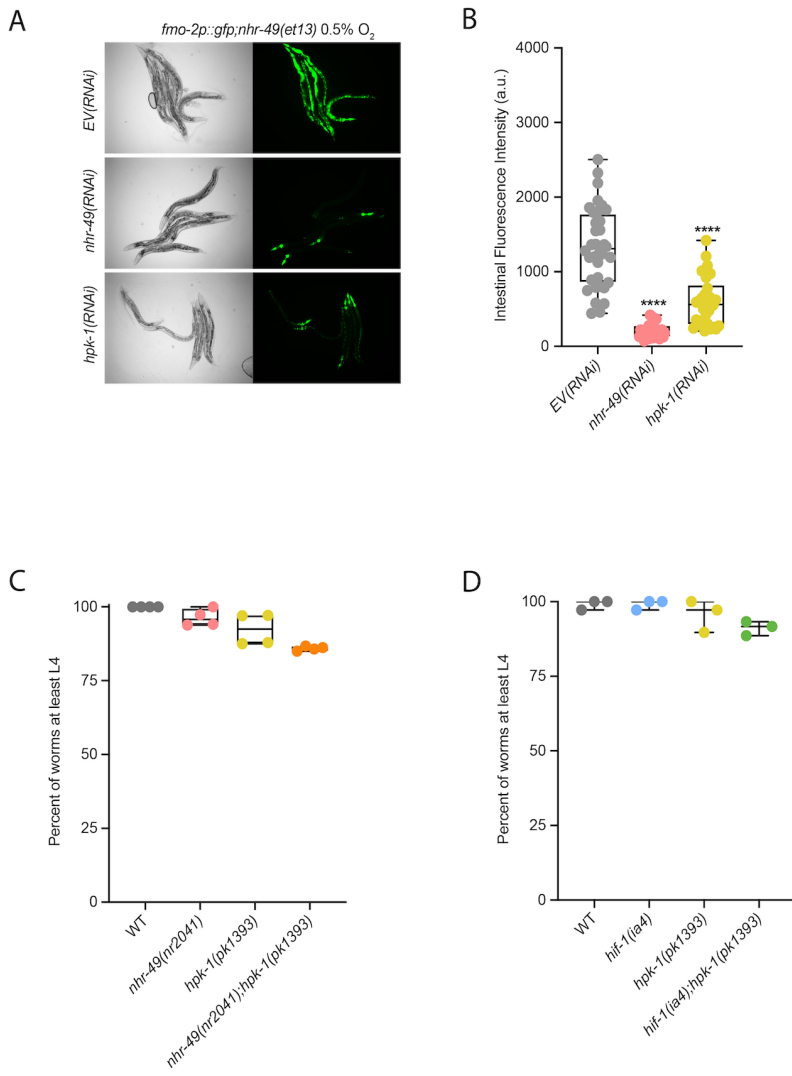 A
fmo-2p::gfp;nhr-49(et13) 0.5% O2
EV(RNAi)
nhr-49(RNAi)
hpk-1(RNAi)
B
Intestinal Fluorescence Intensity (a.u.)
4000
3000
2000
1000
0
****
****
EV(RNAi)
nhr-49(RNAi)
hpk-1(RNAi)
C
Percent of worms at least L4
100
75
50
25
0
WT
nhr-49(nr2041)
hpk-1(pk1393)
nhr-49(nr2041);hpk-1(pk1393)
D
Percent of worms at least L4
100
75
50
25
0
WT
hif-1(ia4)
hpk-1(pk1393)
hif-1(ia4);hpk-1(pk1393)